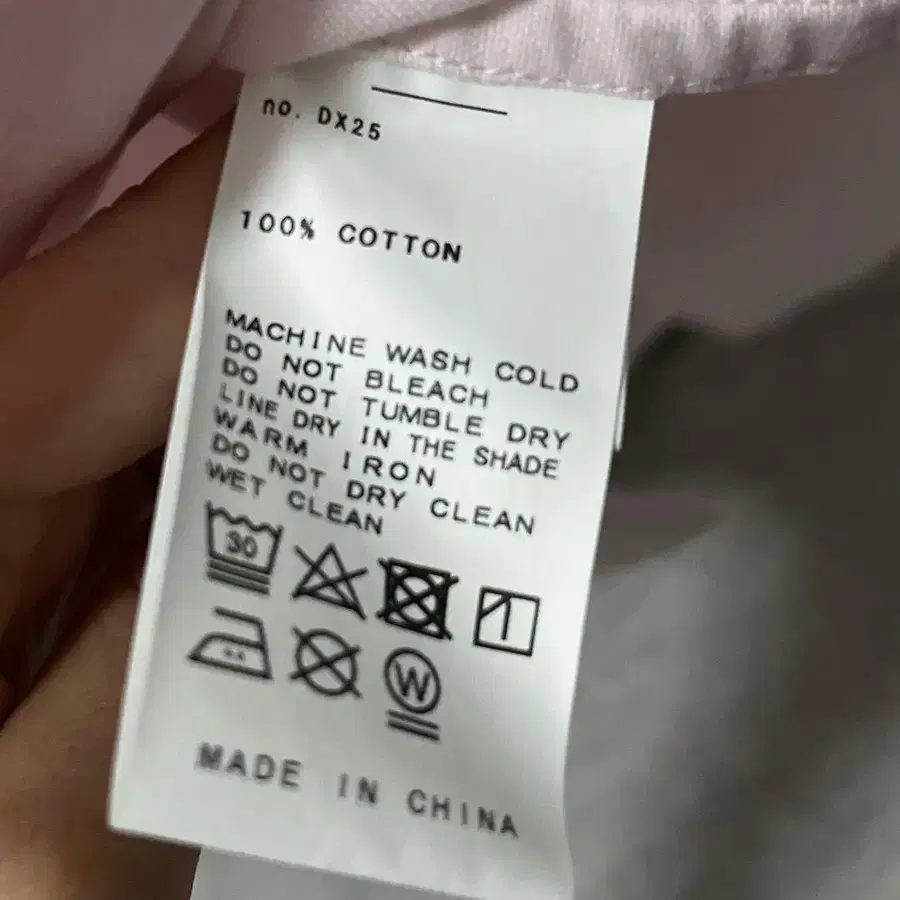 no. DX25
100% COTTON
MACHINE WASH COLD
DO NOT BLEACH
DO NOT TUMBLE DRY
LINE DRY IN THE SHADE
WARM IRON
DO NOT DRY CLEAN
WET CLEAN
30
W
MADE IN CHINA